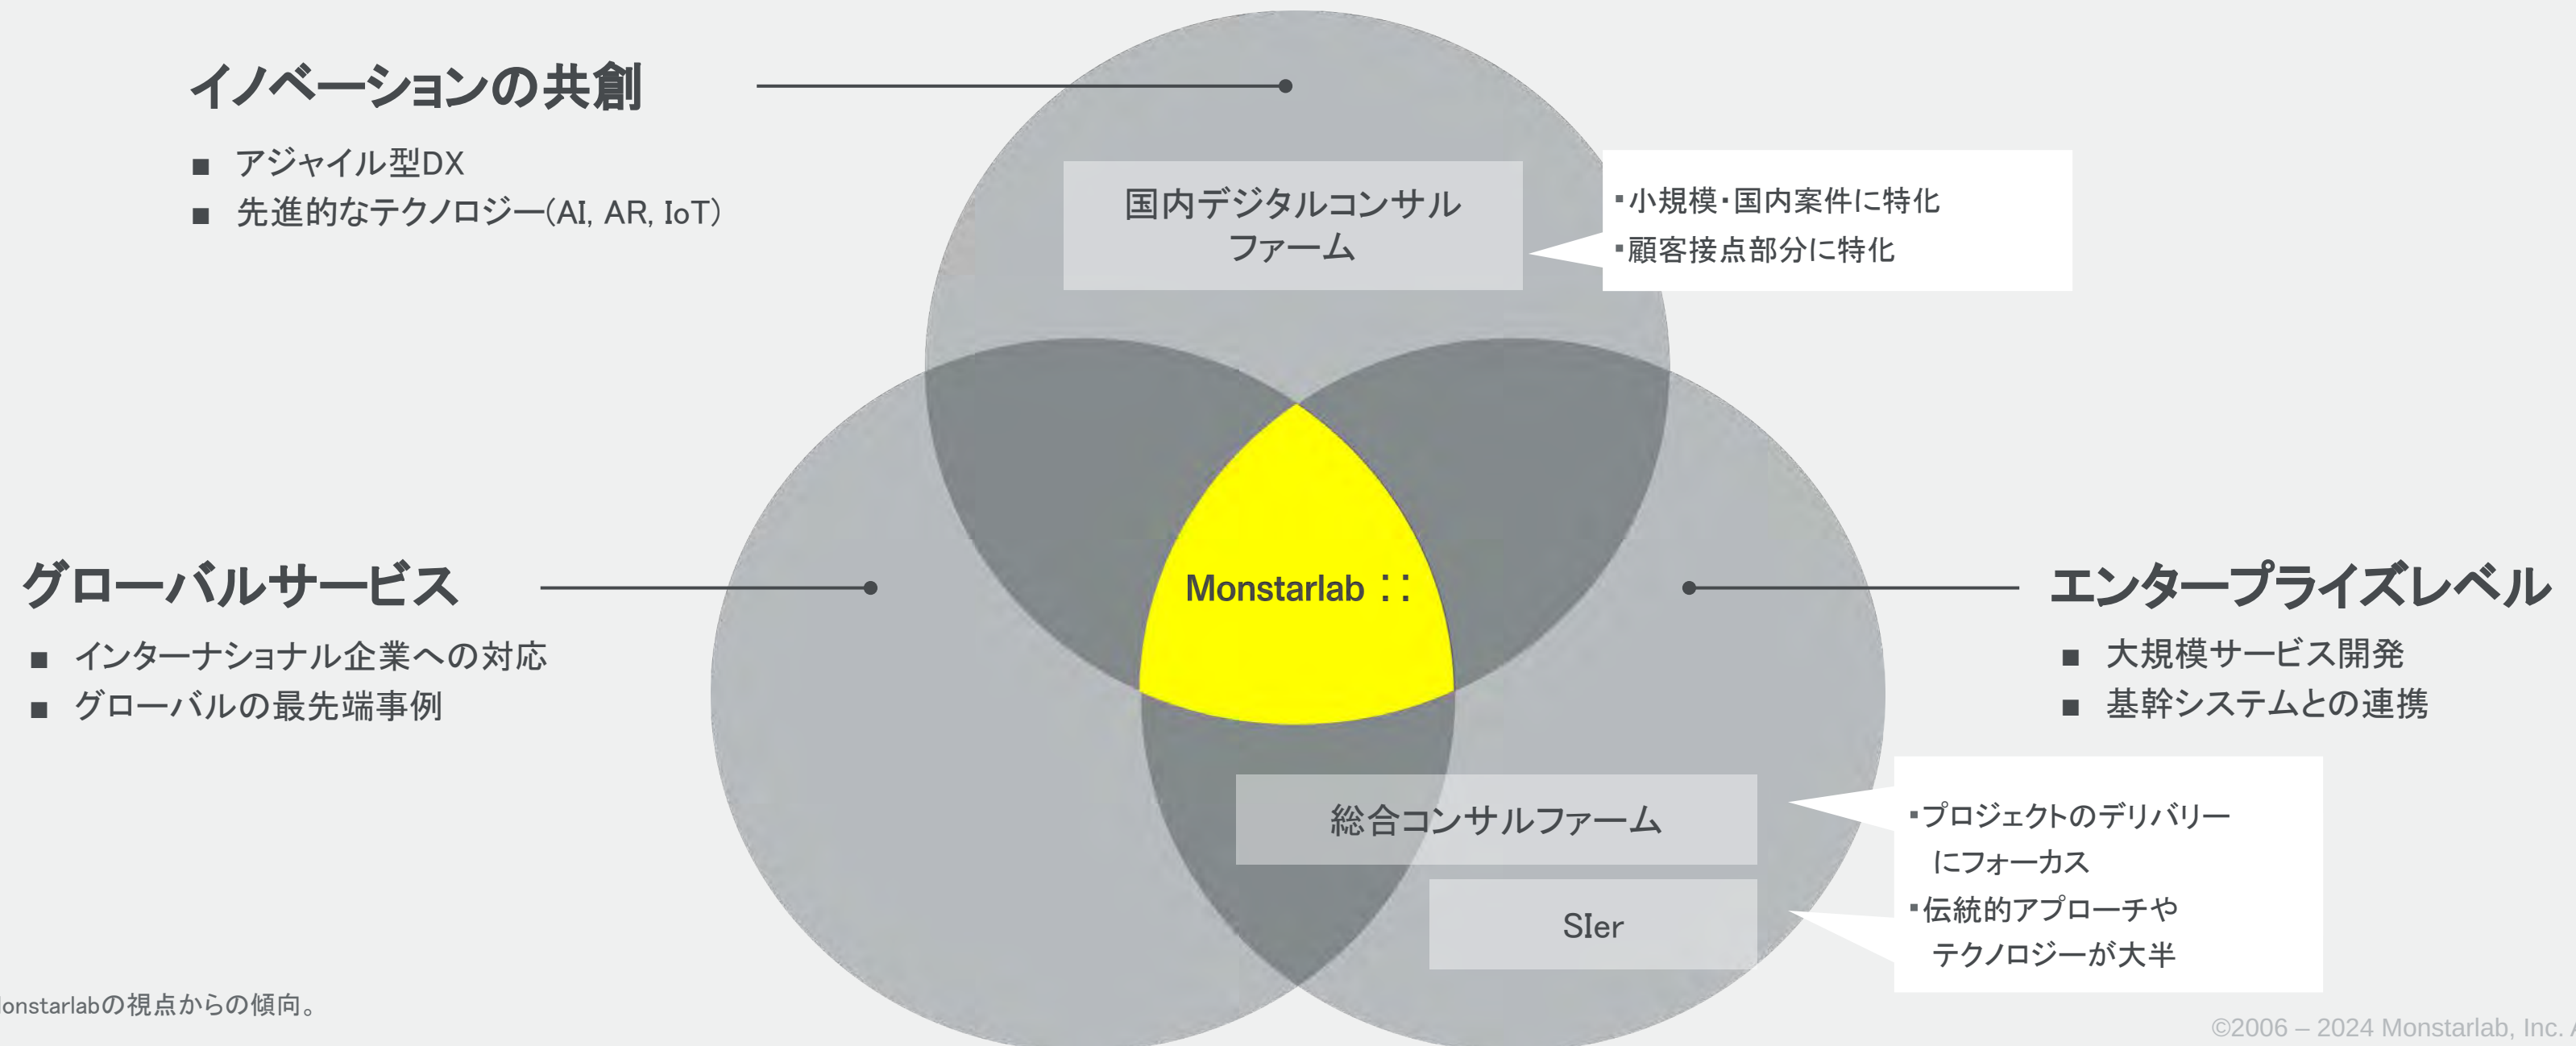 イノベーションの共創
■ アジャイル型DX
■ 先進的なテクノロジー(AI, AR, IoT)
国内デジタルコンサル
ファーム
▪小規模・国内案件に特化
▪顧客接点部分に特化
Monstarlab
グローバルサービス
■ インターナショナル企業への対応
■ グローバルの最先端事例
エンタープライズレベル
■ 大規模サービス開発
■ 基幹システムとの連携
総合コンサルファーム
SIer
▪プロジェクトのデリバリー
にフォーカス
▪伝統的アプローチや
テクノロジーが大半
onstarlabの視点からの傾向。
©2006 – 2024 Monstarlab, Inc.